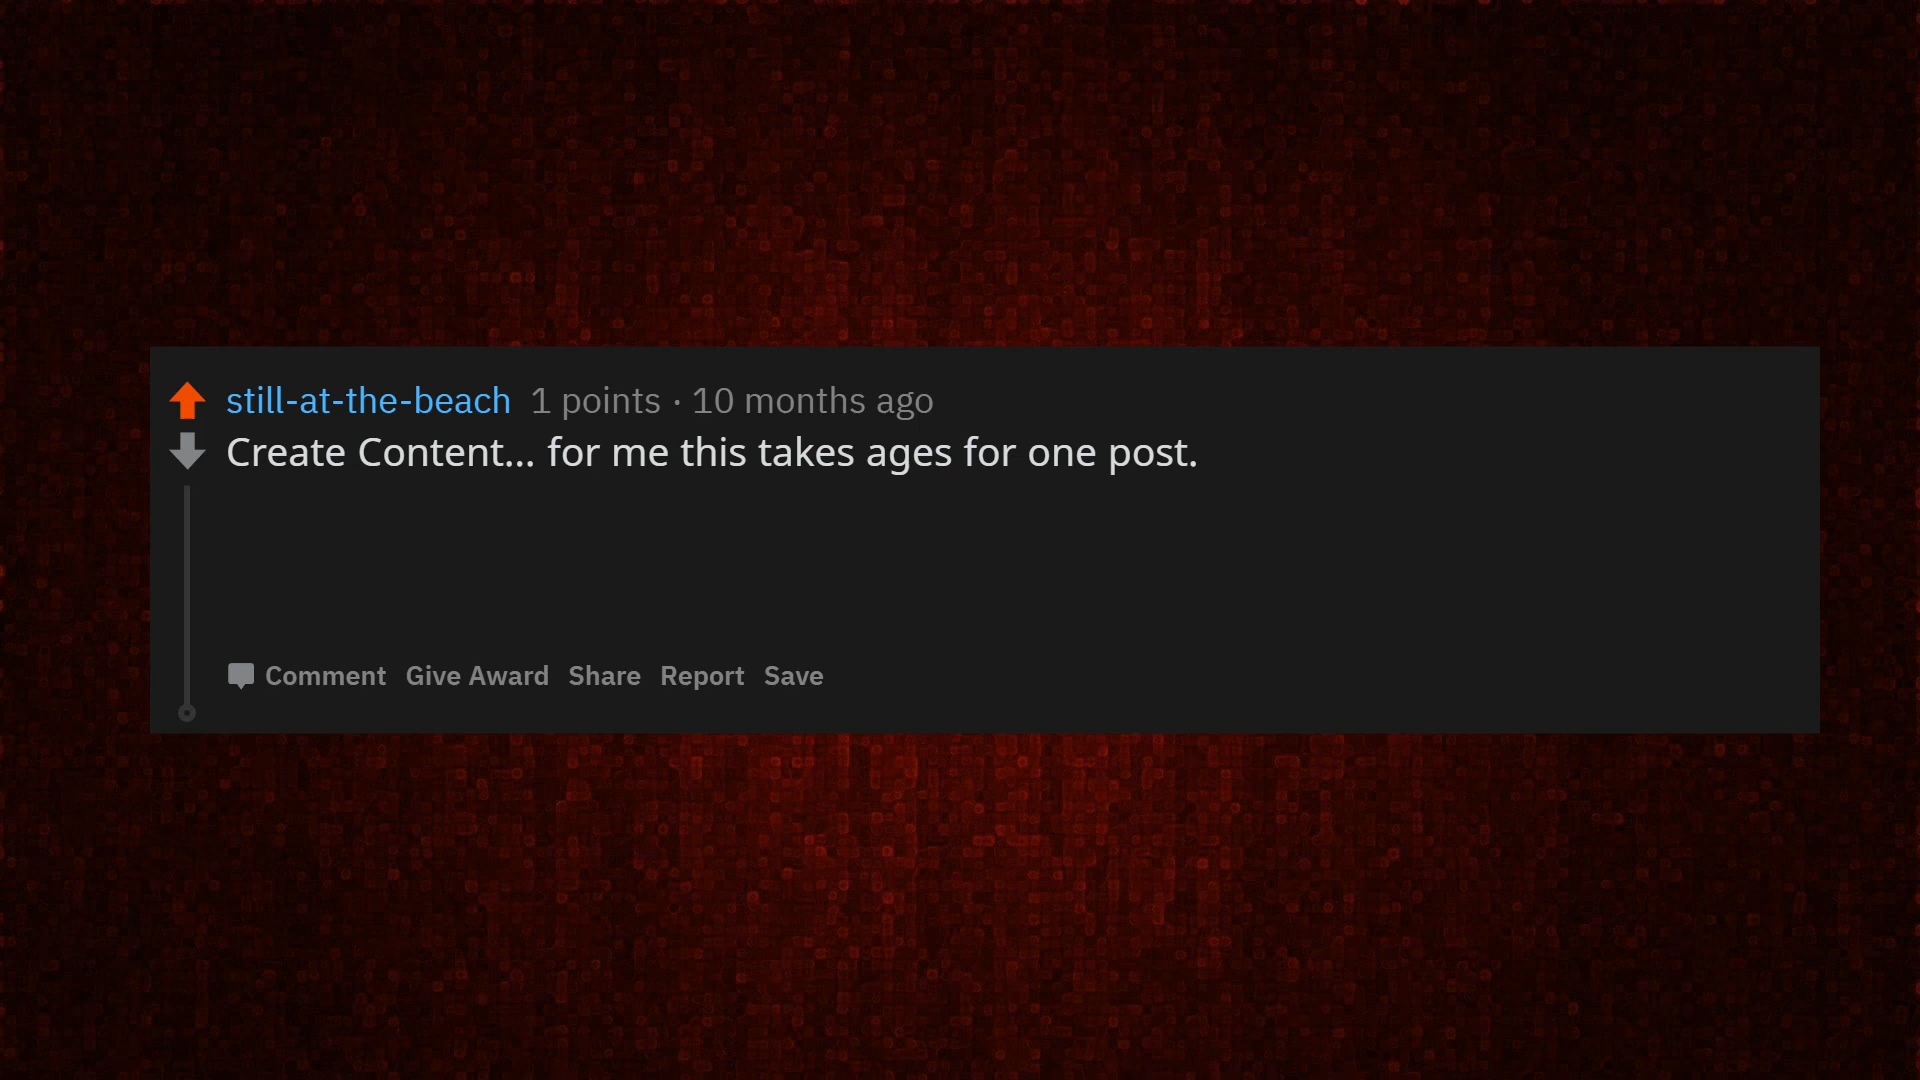 still-at-the-beach 1 points · 10 months ago
Create Content... for me this takes ages for one post.
Comment Give Award Share Report Save